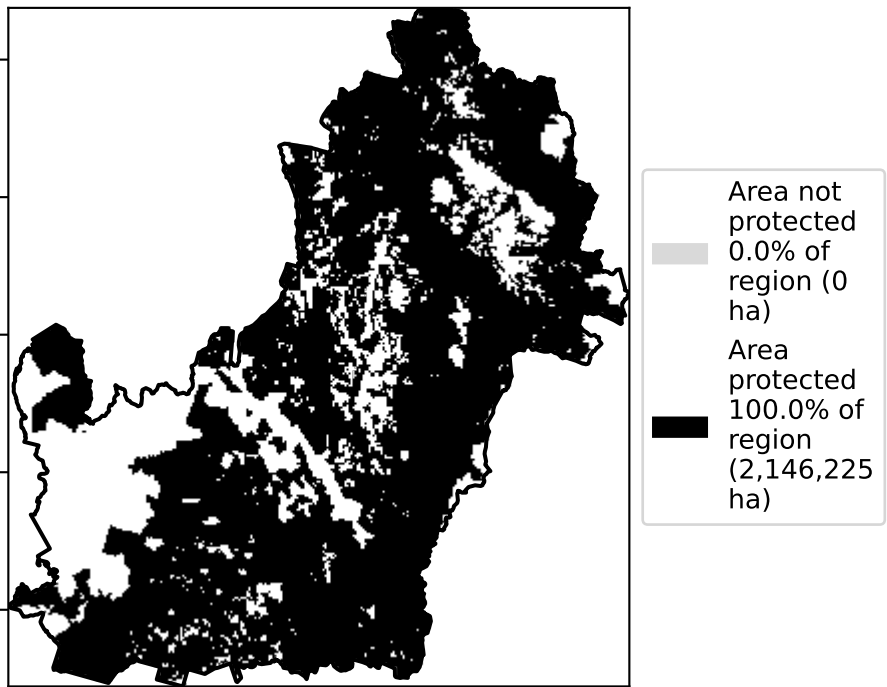 Area not
protected
0.0% of
region (0
ha)
Area
protected
100.0% of
region
(2,146,225
ha)